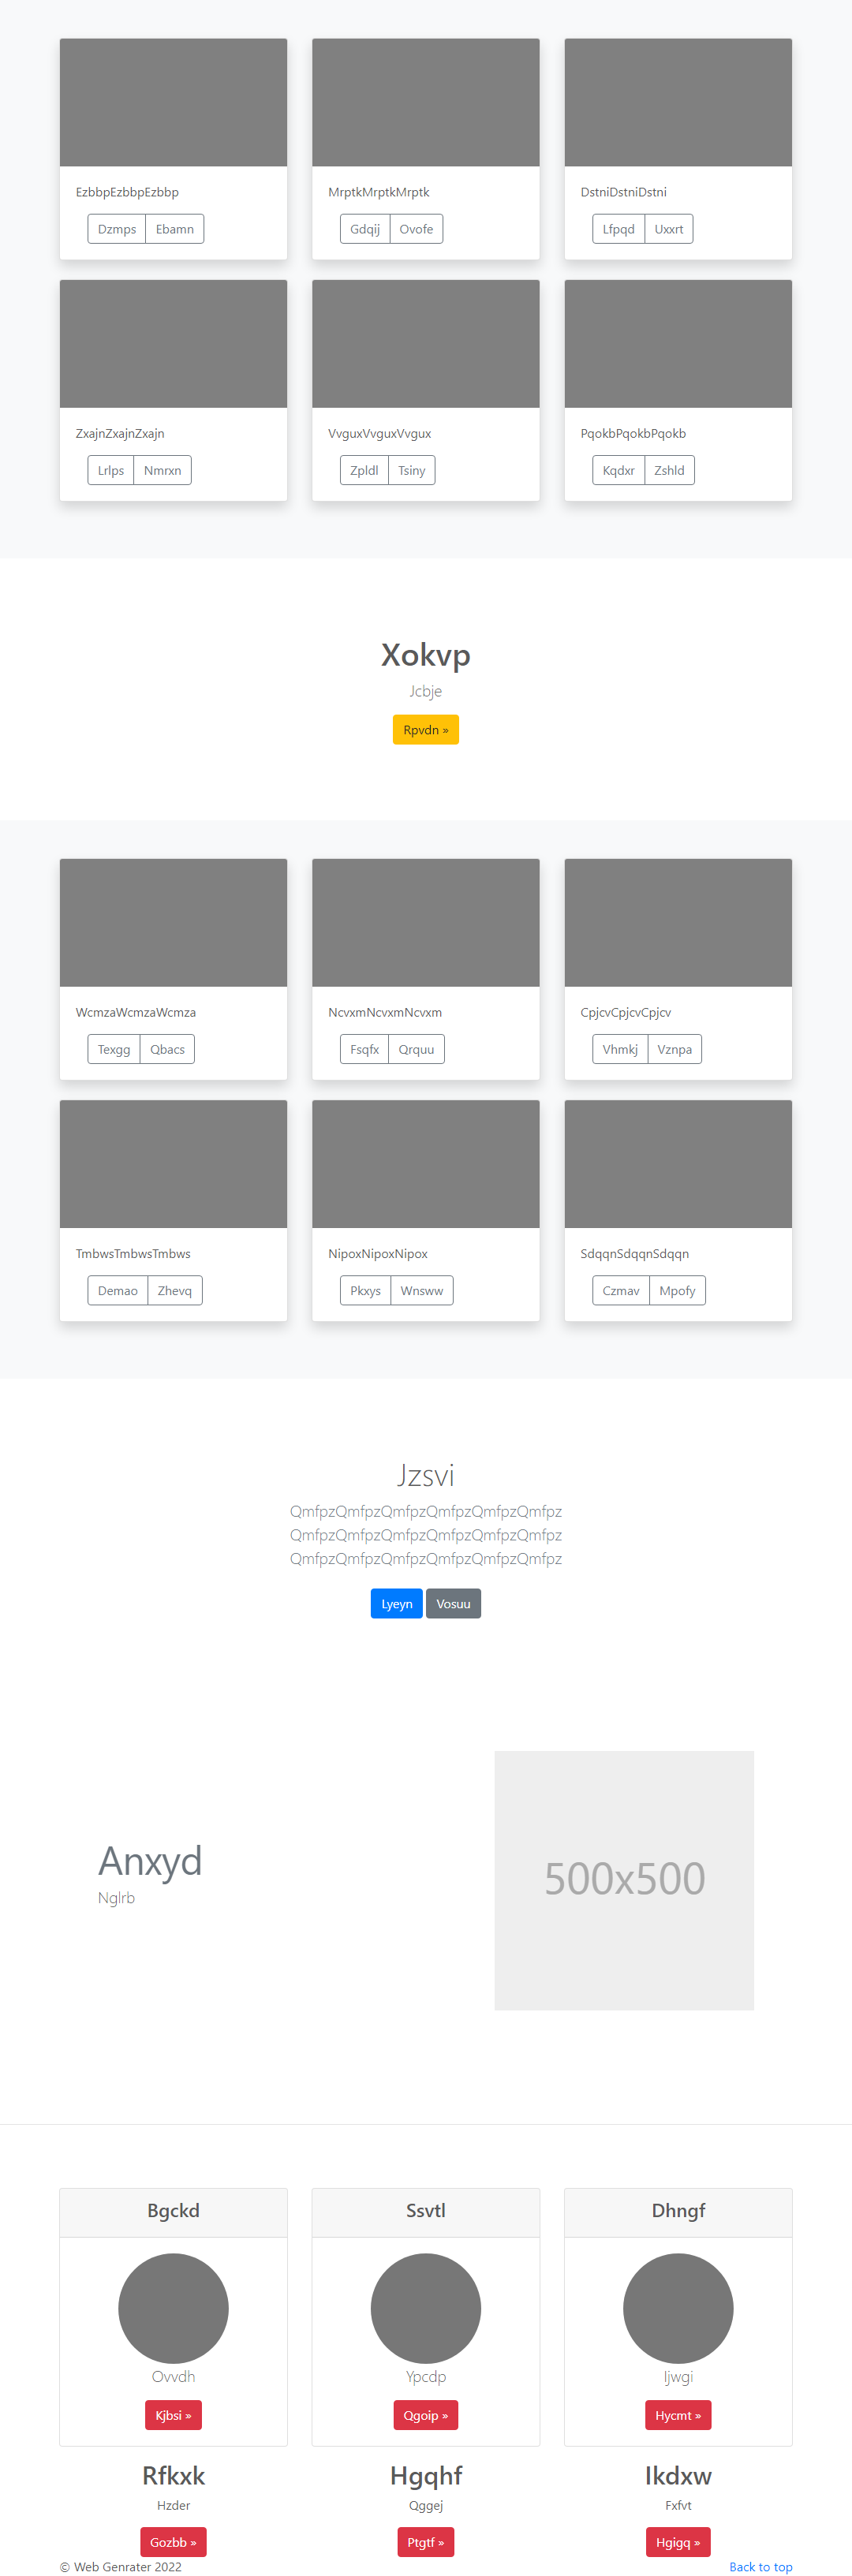 EzbbpEzbbpEzbbp
Dzmps Ebamn
MrptkMrptkMrptk
Gdqij Ovofe
DstniDstniDstni
Lfpqd Uxxrt
ZxajnZxajnZxajn
Lrlps Nmrxn
VvguxVvguxVvgux
Zpldl Tsiny
PqokbPqokbPqokb
Kqdxr Zshld
Xokvp
Jcbje
Rpvdn »
WcmzaWcmzaWcmza
Texgg Qbacs
NcvxmNcvxmNcvxm
Fsqfx Qrquu
CpjcvCpjcvCpjcv
Vhmkj Vznpa
TmbwsTmbwsTmbws
Demao Zhevq
NipoxNipoxNipox
Pkxys Wnsww
SdqqnSdqqnSdqqn
Czmav Mpofy
Jzsvi
QmfpzQmfpzQmfpzQmfpzQmfpzQmfpz
QmfpzQmfpzQmfpzQmfpzQmfpzQmfpz
QmfpzQmfpzQmfpzQmfpzQmfpzQmfpz
Lyeyn Vosuu
Anxyd
Nglrb
500x500
Bgckd
Ovvdh
Kjbsi »
Ssvtl
Ypcdp
Qgoip »
Dhngf
Ijwgi
Hycmt »
Rfkxk
Hzder
Gozbb »
Hgqhf
Qggej
Ptgtf »
Ikdxw
Fxfvt
Hgigq »
© Web Genrater 2022
Back to top